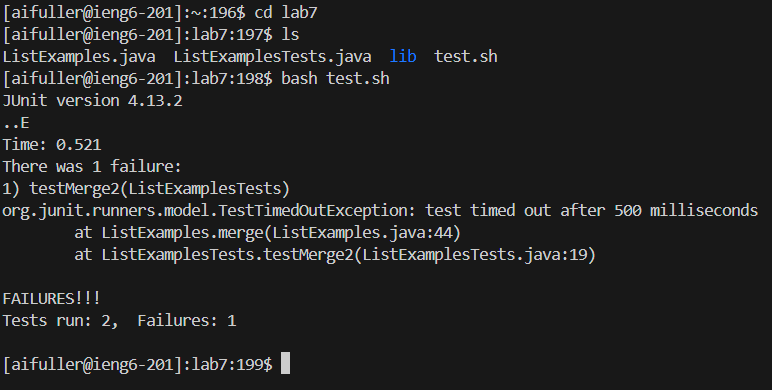 [aifuller@ieng6-201]:~:196$ cd lab7
[aifuller@ieng6-201]:lab7:197$ ls
ListExamples.java  ListExamplesTests.java  lib  test.sh
[aifuller@ieng6-201]:lab7:198$ bash test.sh
JUnit version 4.13.2
..E
Time: 0.521
There was 1 failure:
1) testMerge2(ListExamplesTests)
org.junit.runners.model.TestTimedOutException: test timed out after 500 milliseconds
        at ListExamples.merge(ListExamples.java:44)
        at ListExamplesTests.testMerge2(ListExamplesTests.java:19)
FAILURES!!!
Tests run: 2,  Failures: 1
[aifuller@ieng6-201]:lab7:199$